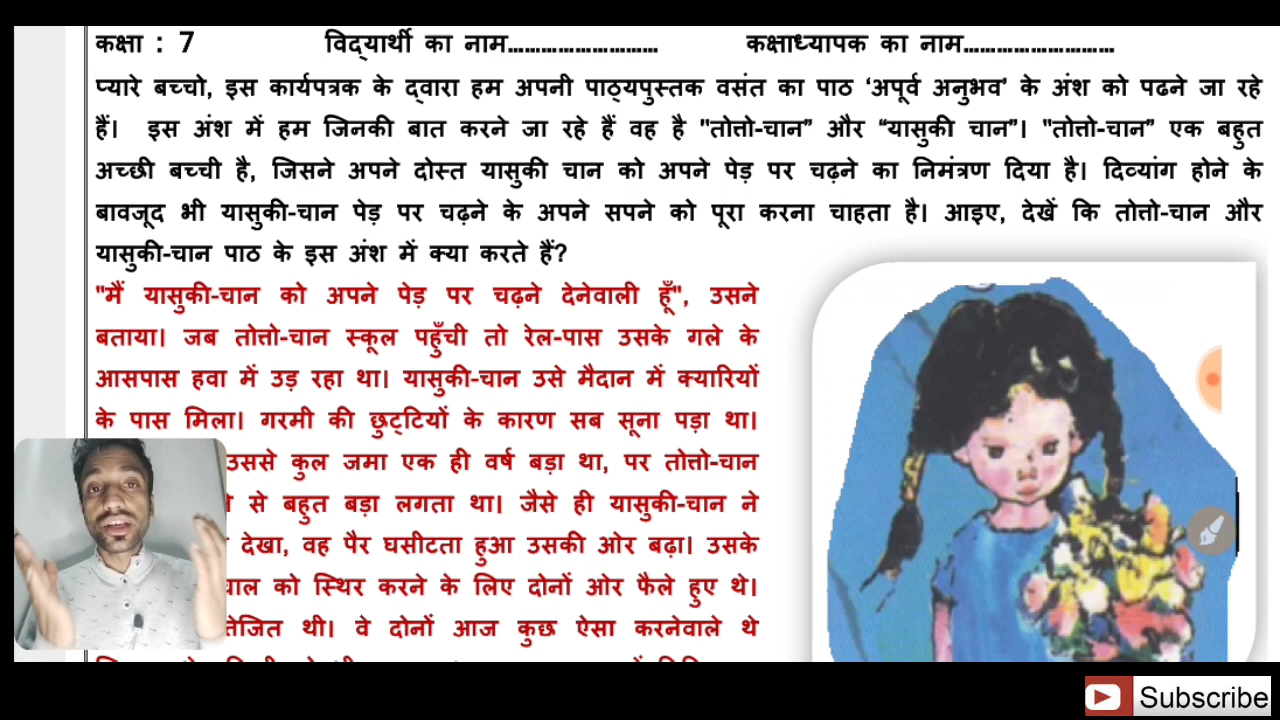 कक्षा : 7 विद्यार्थी का नाम........................... कक्षाध्यापक का नाम...........................
प्यारे बच्चो, इस कार्यपत्रक के द्वारा हम अपनी पाठ्यपुस्तक वसंत का पाठ ‘अपूर्व अनुभव’ के अंश को पढने जा रहे
हैं। इस अंश में हम जिनकी बात करने जा रहे हैं वह है "तोत्तो-चान” और “यासुकी चान”। "तोत्तो-चान” एक बहुत
अच्छी बच्ची है, जिसने अपने दोस्त यासुकी चान को अपने पेड़ पर चढ़ने का निमंत्रण दिया है। दिव्यांग होने के
बावजूद भी यासुकी-चान पेड़ पर चढ़ने के अपने सपने को पूरा करना चाहता है। आइए, देखें कि तोत्तो-चान और
यासुकी-चान पाठ के इस अंश में क्या करते हैं?
"मैं यासुकी-चान को अपने पेड़ पर चढ़ने देनेवाली हूँ", उसने
बताया। जब तोत्तो-चान स्कूल पहुँची तो रेल-पास उसके गले के
आसपास हवा में उड़ रहा था। यासुकी-चान उसे मैदान में क्यारियों
के पास मिला। गरमी की छुट्टियों के कारण सब सूना पड़ा था।
उससे कुल जमा एक ही वर्ष बड़ा था, पर तोत्तो-चान
से बहुत बड़ा लगता था। जैसे ही यासुकी-चान ने
देखा, वह पैर घसीटता हुआ उसकी ओर बढ़ा। उसके
को स्थिर करने के लिए दोनों ओर फैले हुए थे।
थी। वे दोनों आज कुछ ऐसा करनेवाले थे
Subscribe